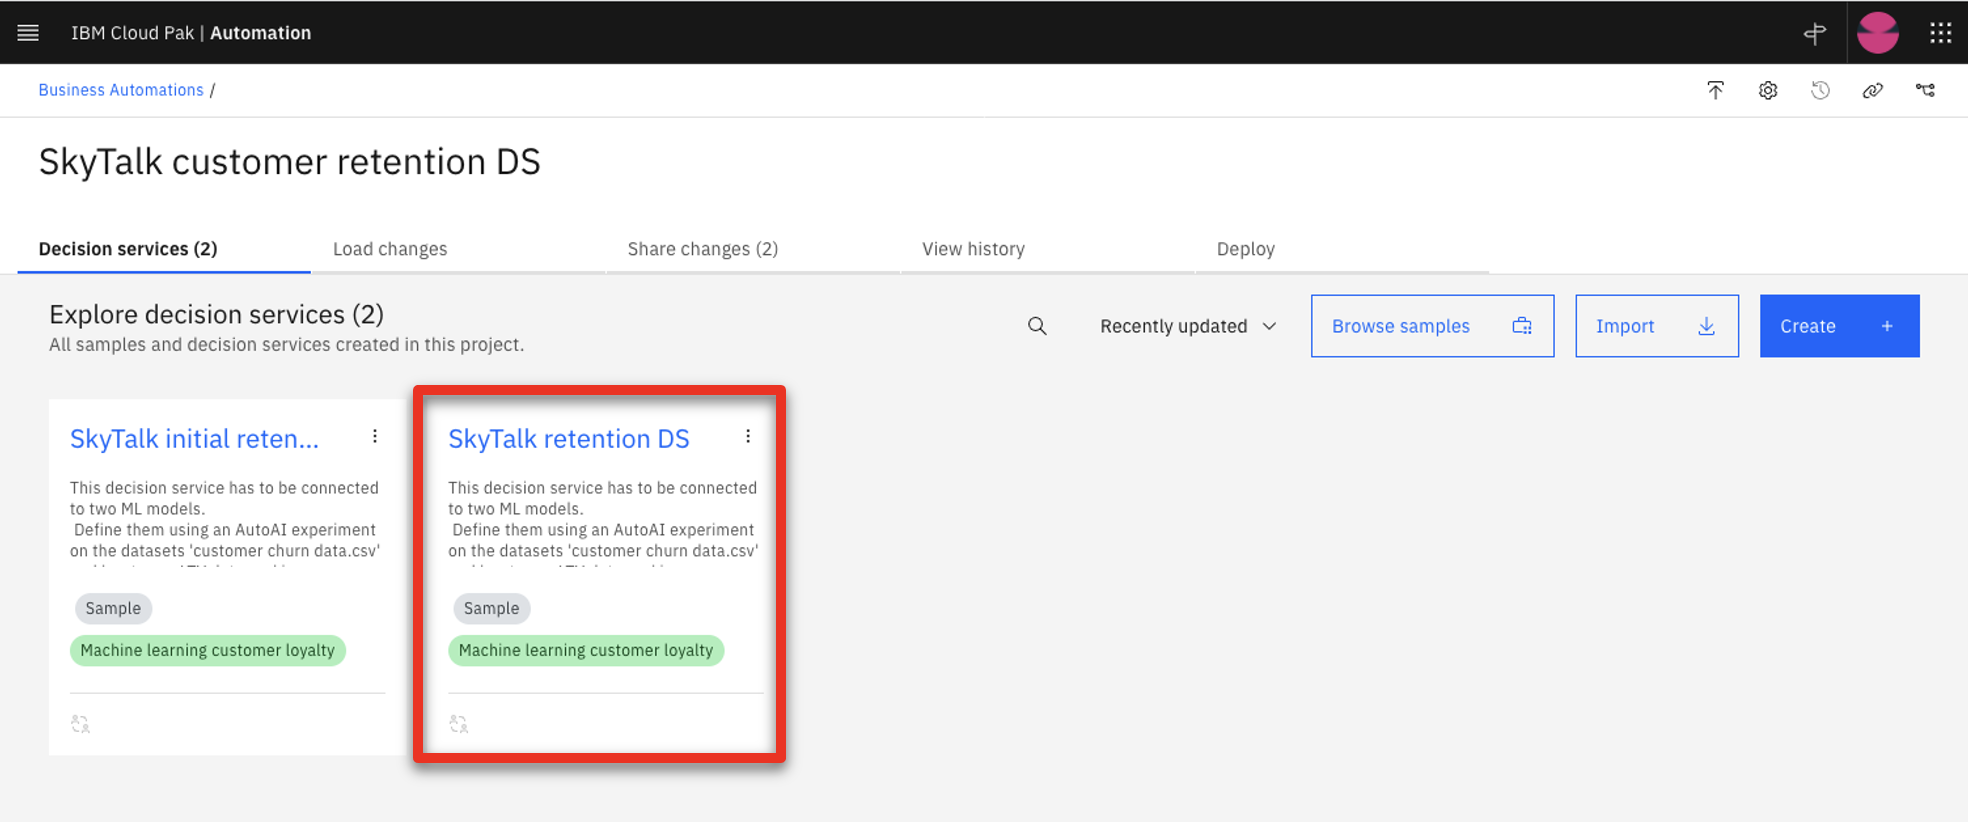 IBM Cloud Pak | Automation
Business Automations /
SkyTalk customer retention DS
Decision services (2)
Load changes
Share changes (2)
View history
Deploy
Explore decision services (2)
All samples and decision services created in this project.
Recently updated
Browse samples
Import
Create
SkyTalk initial reten...
This decision service has to be connected
to two ML models.
Define them using an AutoAI experiment
on the datasets 'customer churn data.csv'
Sample
Machine learning customer loyalty
SkyTalk retention DS
This decision service has to be connected
to two ML models.
Define them using an AutoAI experiment
on the datasets 'customer churn data.csv'
Sample
Machine learning customer loyalty